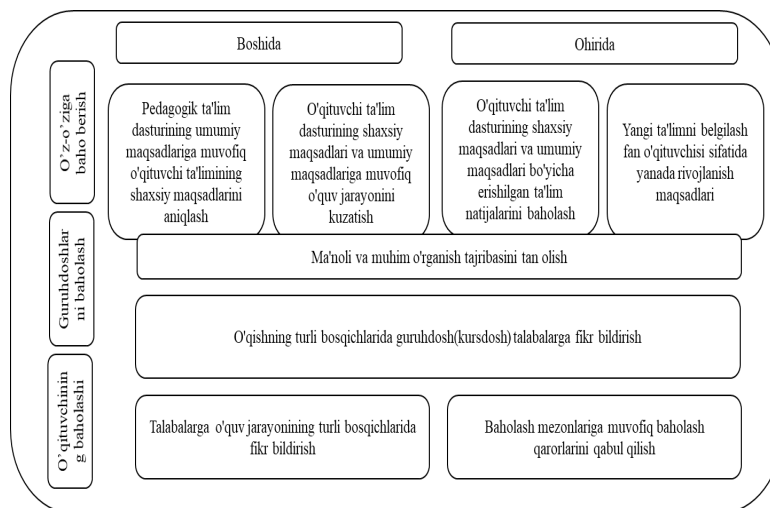 Boshida
Ohirida
O’z-o’ziga
baho berish
Pedagogik ta'lim
dasturining umumiy
maqsadlariga muvofiq
o'qituvchi ta'limining
shaxsiy maqsadlarini
aniqlash
O'qituvchi ta'lim
dasturining shaxsiy
maqsadlari va umumiy
maqsadlariga muvofiq
o'quv jarayonini
kuzatish
O'qituvchi ta'lim
dasturining shaxsiy
maqsadlari va umumiy
maqsadlari bo'yicha
erishilgan ta'lim
natijalarini baholash
Yangi ta'limni belgilash
fan o'qituvchisi sifatida
yanada rivojlanish
maqsadlari
Ma'noli va muhim o'rganish tajribasini tan olish
Guruhdoshlar
ni baholash
O'qishning turli bosqichlarida guruhdosh(kursdosh) talabalarga fikr bildirish
O’qituvchinin
g baholashi
Talabalarga o'quv jarayonining turli bosqichlarida
fikr bildirish
Baholash mezonlariga muvofiq baholash
qarorlarini qabul qilish